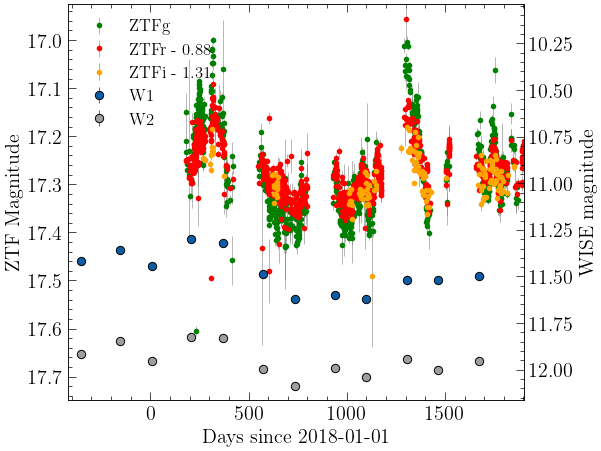 ZTFg
ZTFr - 0.88
ZTFi - 1.31
W1
W2
17.0
17.1
17.2
17.3
17.4
17.5
17.6
17.7
ZTF Magnitude
10.25
10.50
10.75
11.00
11.25
11.50
11.75
12.00
WISE magnitude
0
500
1000
1500
Days since 2018-01-01